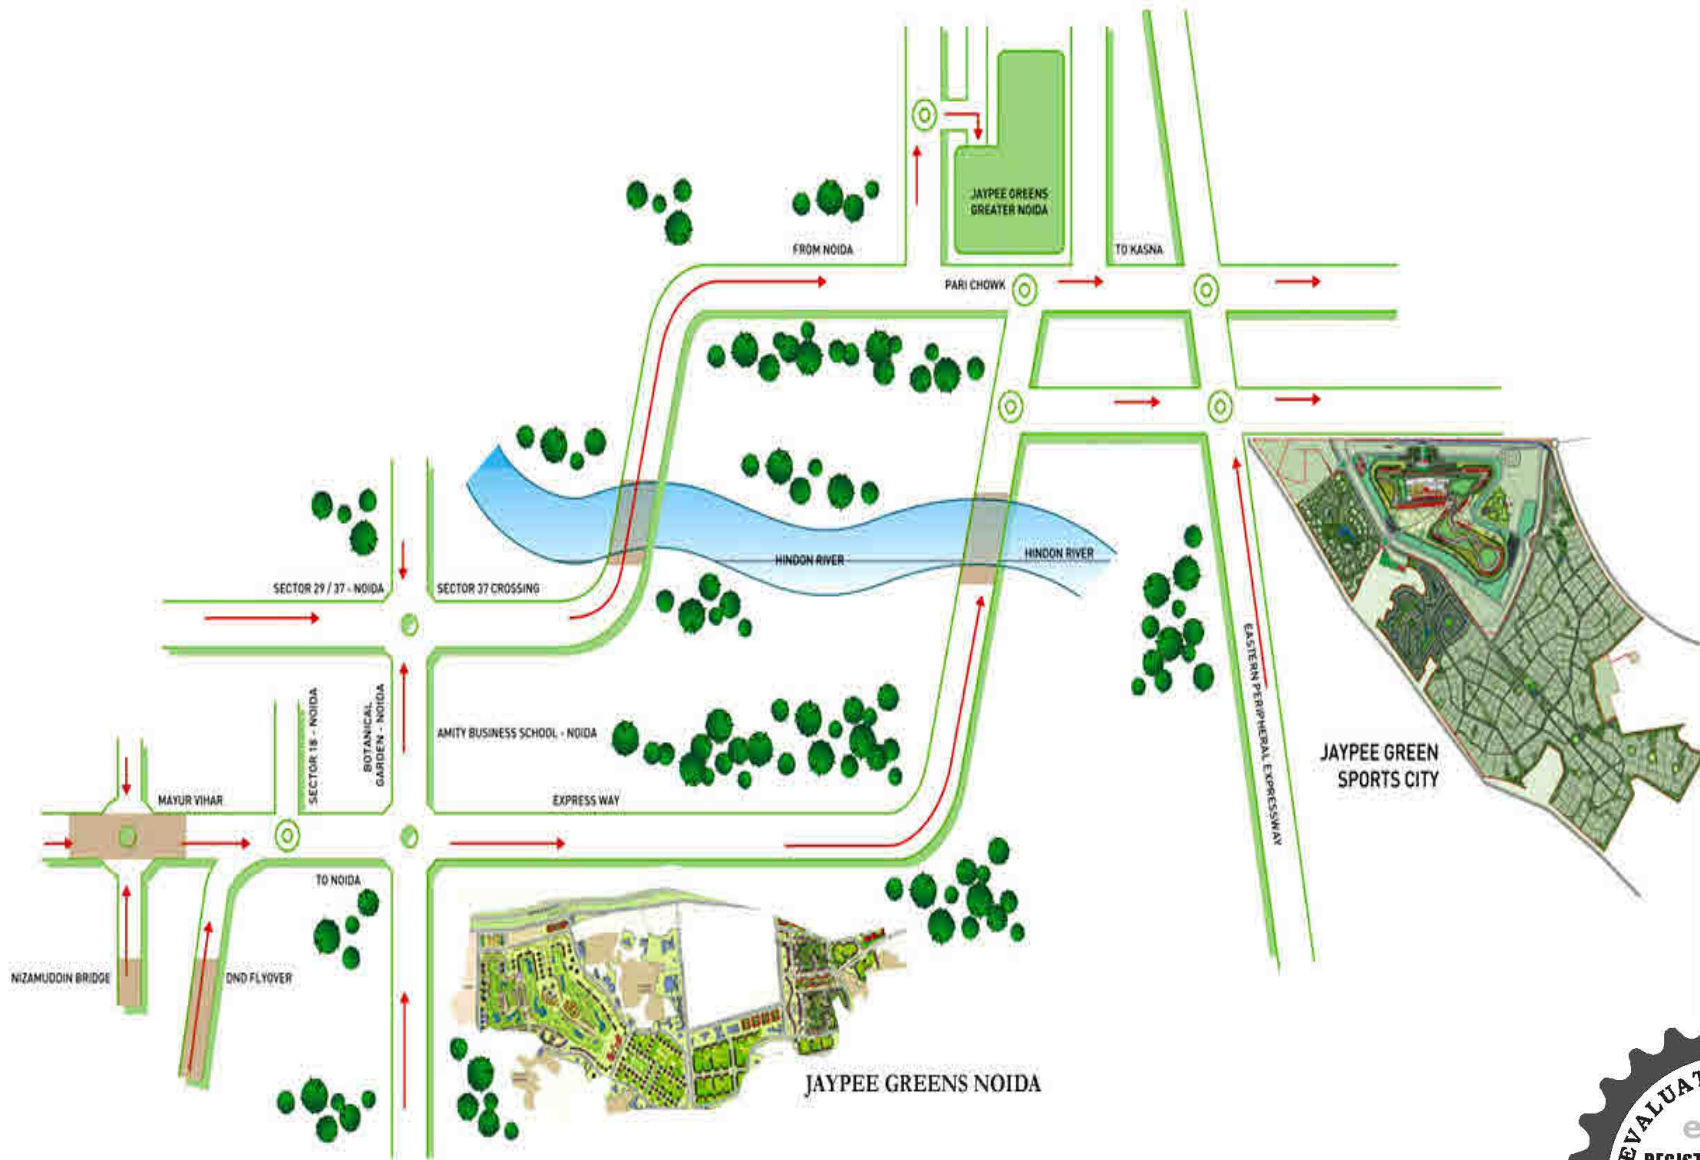 JAYPEE GREENS
GREATER NOIDA
FROM NOIDA
TO KASNA
PARI CHOWK
HINDON RIVER
HINDON RIVER
SECTOR 29 / 37 - NOIDA
SECTOR 37 CROSSING
EASTERN PERIPHERAL EXPRESSWAY
SECTOR 18 - NOIDA
BOTANICAL
GARDEN - NOIDA
AMITY BUSINESS SCHOOL - NOIDA
JAYPEE GREEN
SPORTS CITY
MAYUR VIHAR
EXPRESS WAY
TO NOIDA
NIZAMUDDIN BRIDGE
DND FLYOVER
JAYPEE GREENS NOIDA